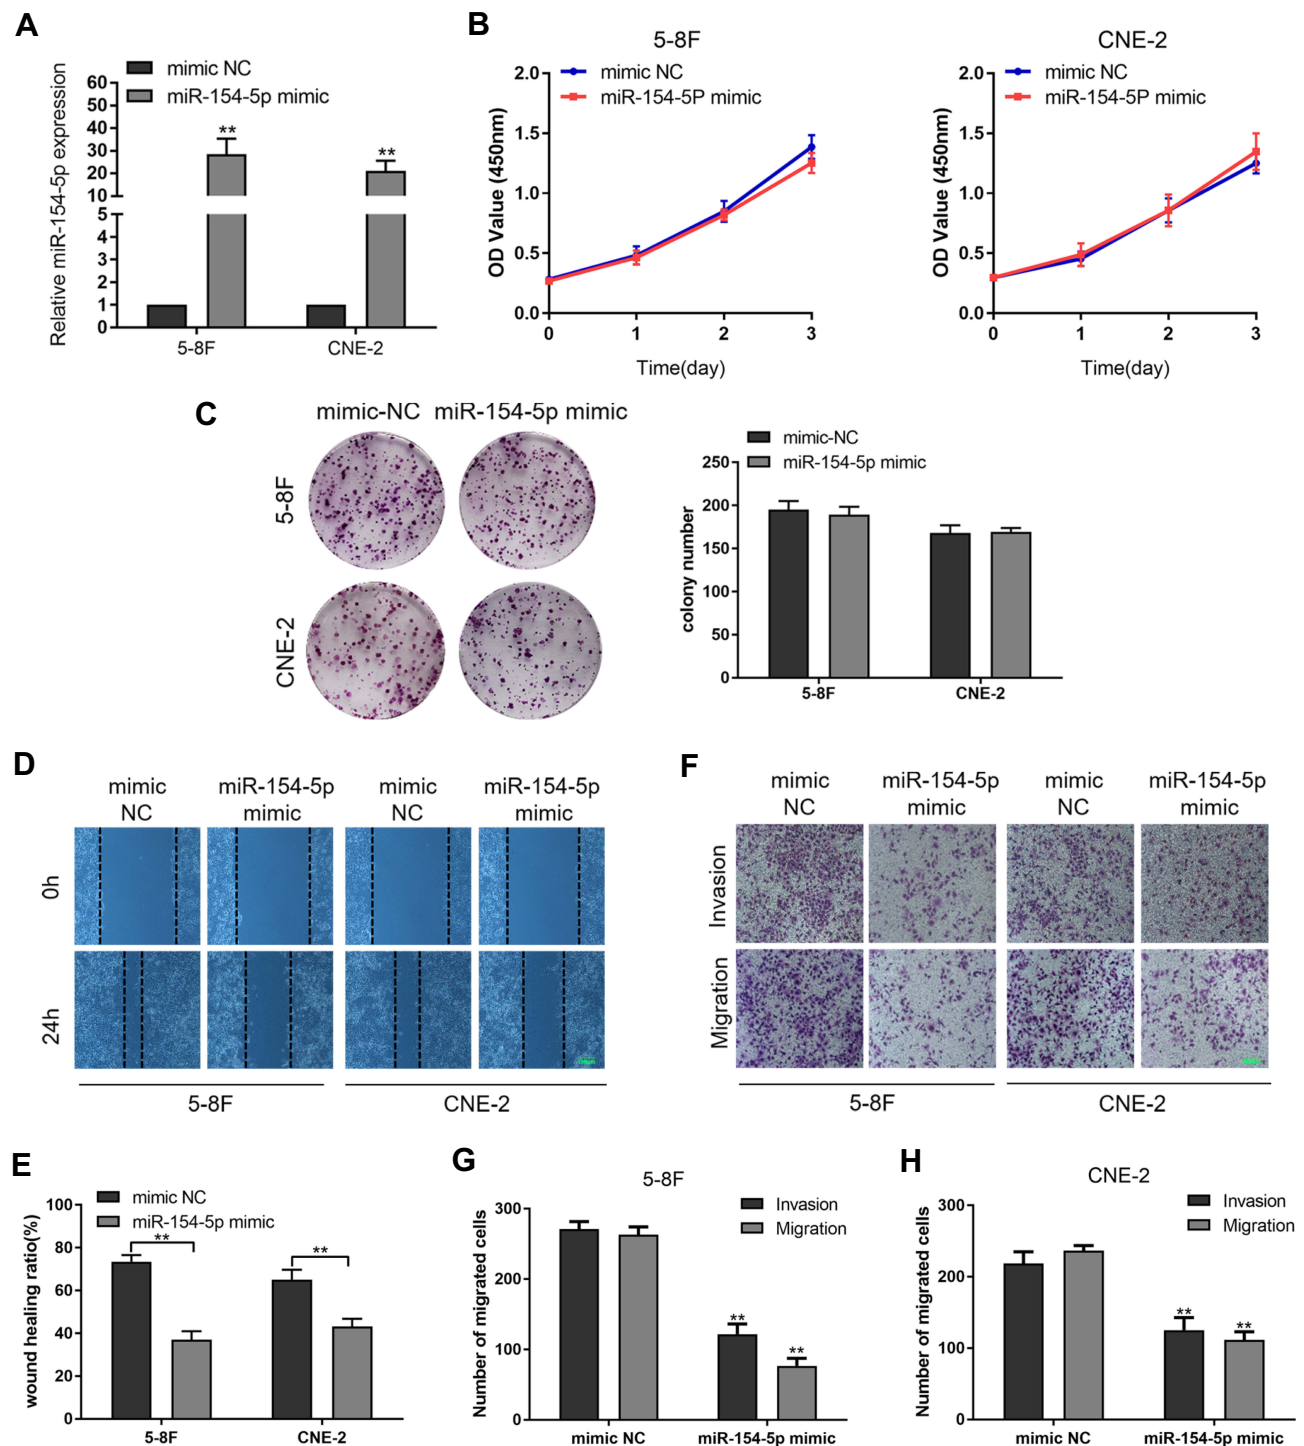 A
mimic NC
miR-154-5p mimic
Relative miR-154-5p expression
60
50
40
30
20
10
5
4
3
2
1
0
**
**
5-8F
CNE-2
B
5-8F
mimic NC
miR-154-5P mimic
OD Value (450nm)
2.0
1.5
1.0
0.5
0.0
0
1
2
3
Time(day)
CNE-2
mimic NC
miR-154-5P mimic
OD Value (450nm)
2.0
1.5
1.0
0.5
0.0
0
1
2
3
Time(day)
C
mimic-NC
miR-154-5p mimic
5-8F
CNE-2
mimic-NC
miR-154-5p mimic
colony number
250
200
150
100
50
0
5-8F
CNE-2
D
mimic
NC
miR-154-5p
mimic
mimic
NC
miR-154-5p
mimic
0h
24h
5-8F
CNE-2
F
mimic
NC
miR-154-5p
mimic
mimic
NC
miR-154-5p
mimic
Invasion
Migration
5-8F
CNE-2
E
mimic NC
miR-154-5p mimic
wound healing ratio(%)
100
80
60
40
20
0
**
**
5-8F
CNE-2
G
5-8F
Invasion
Migration
Number of migrated cells
300
200
100
0
**
**
mimic NC
miR-154-5p mimic
H
CNE-2
Invasion
Migration
Number of migrated cells
300
200
100
0
**
**
mimic NC
miR-154-5p mimic